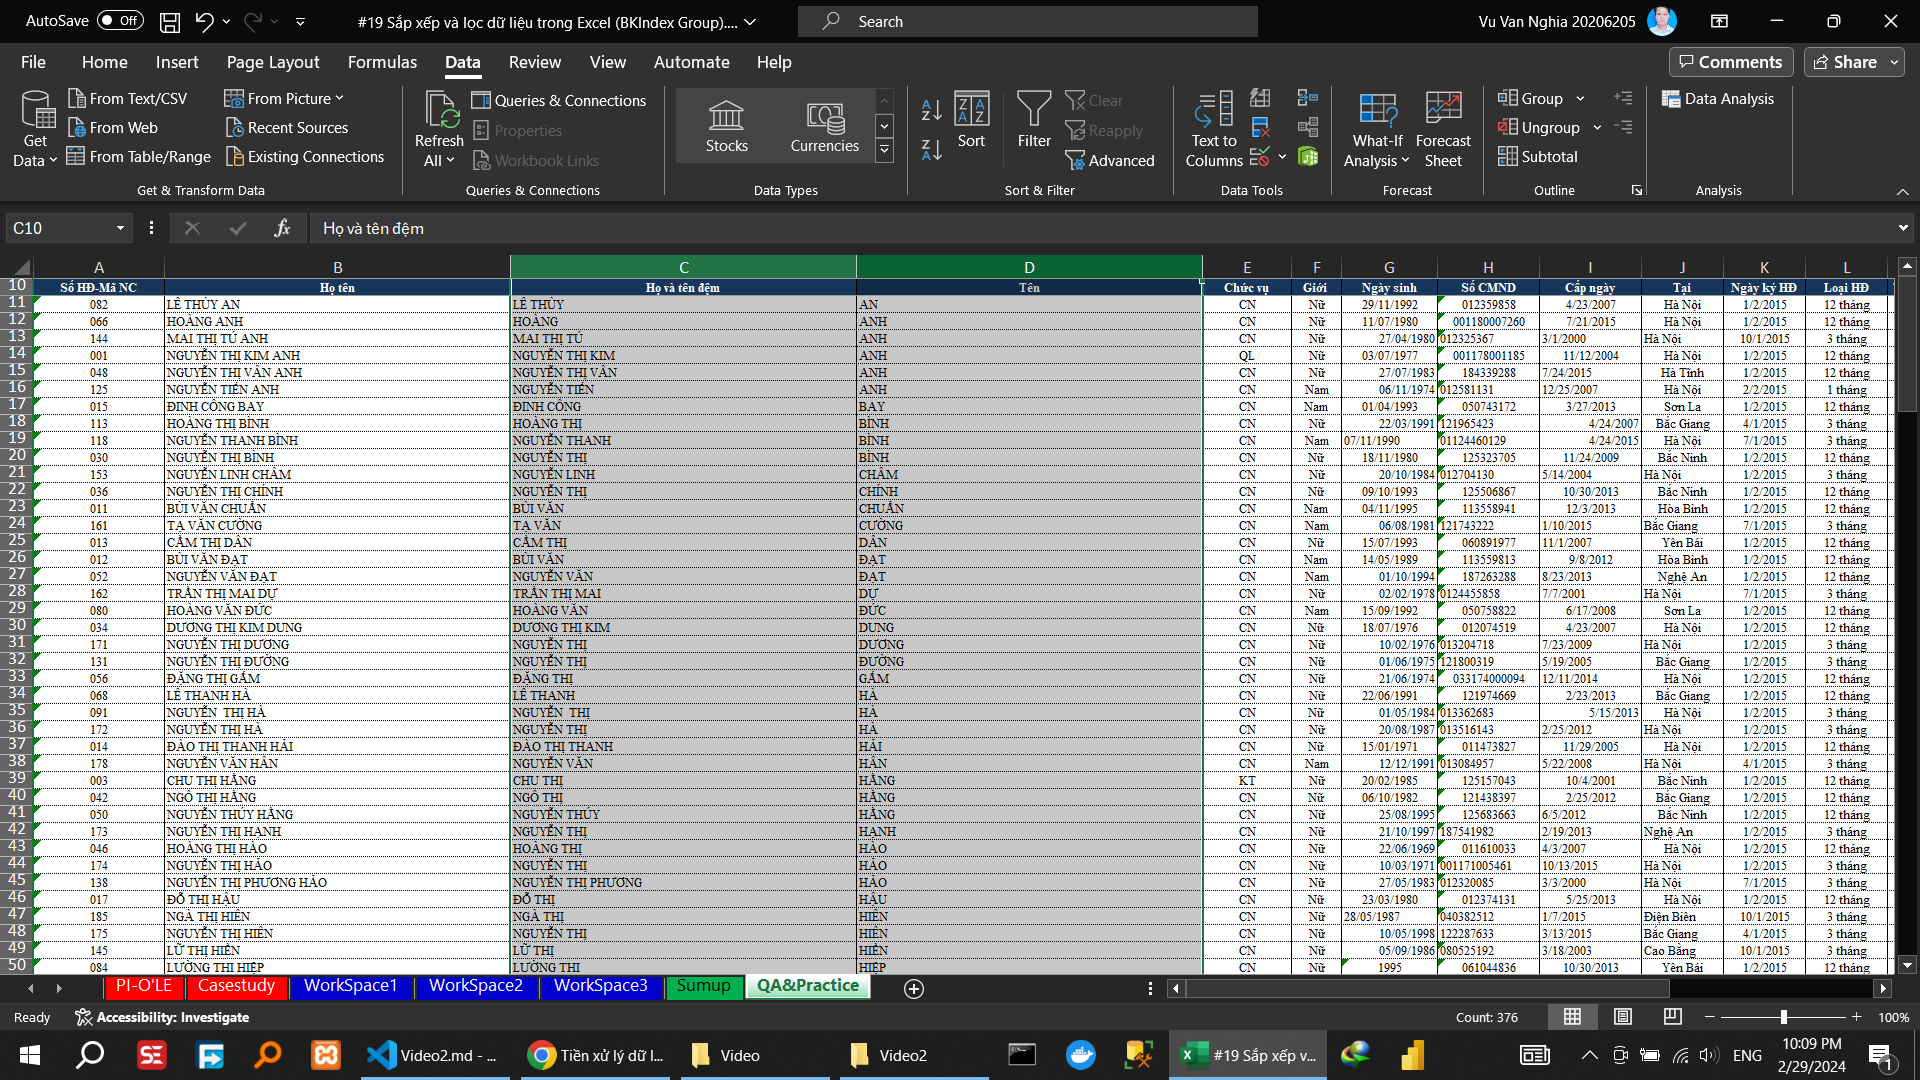 AutoSave Off #19 Sắp xếp và lọc dữ liệu trong Excel (BKIndex Group).... Search Vu Van Nghia 20206205
File Home Insert Page Layout Formulas Data Review View Automate Help Comments Share
From Text/CSV From Picture Queries & Connections Clear Group Data Analysis
From Web Recent Sources Properties Reapply Ungroup
Get Data From Table/Range Existing Connections Refresh All Workbook Links Stocks Currencies Sort Filter Advanced Text to Columns What-If Analysis Forecast Sheet Subtotal
Get & Transform Data Queries & Connections Data Types Sort & Filter Data Tools Forecast Outline Analysis
C10 fx Họ và tên đệm
A B C D E F G H I J K L
10 Số HĐ-Mã NC Họ tên Họ và tên đệm Tên Chức vụ Giới Ngày sinh Số CMND Cấp ngày Tại Ngày ký HĐ Loại HĐ
11 082 LÊ THÙY AN LÊ THÙY AN CN Nữ 29/11/1992 012359858 4/23/2007 Hà Nội 1/2/2015 12 tháng
12 066 HOÀNG ANH HOÀNG ANH CN Nữ 11/07/1980 001180007260 7/21/2015 Hà Nội 1/2/2015 12 tháng
13 144 MAI THỊ TÚ ANH MAI THỊ TÚ ANH CN Nữ 27/04/1980 012325367 3/1/2000 Hà Nội 10/1/2015 3 tháng
14 001 NGUYỄN THỊ KIM ANH NGUYỄN THỊ KIM ANH QL Nữ 03/07/1977 001178001185 11/12/2004 Hà Nội 1/2/2015 12 tháng
15 048 NGUYỄN THỊ VÂN ANH NGUYỄN THỊ VÂN ANH CN Nữ 27/07/1983 184339288 7/24/2015 Hà Tĩnh 1/2/2015 12 tháng
16 125 NGUYỄN TIẾN ANH NGUYỄN TIẾN ANH CN Nam 06/11/1974 012581131 12/25/2007 Hà Nội 2/2/2015 1 tháng
17 015 ĐINH CÔNG BAY ĐINH CÔNG BAY CN Nam 01/04/1993 050743172 3/27/2013 Sơn La 1/2/2015 12 tháng
18 113 HOÀNG THỊ BÌNH HOÀNG THỊ BÌNH CN Nữ 22/03/1991 121965423 4/24/2007 Bắc Giang 4/1/2015 3 tháng
19 118 NGUYỄN THANH BÌNH NGUYỄN THANH BÌNH CN Nam 07/11/1990 01124460129 4/24/2015 Hà Nội 7/1/2015 3 tháng
20 030 NGUYỄN THỊ BÌNH NGUYỄN THỊ BÌNH CN Nữ 18/11/1980 125323705 11/24/2009 Bắc Ninh 1/2/2015 12 tháng
21 153 NGUYỄN LINH CHÂM NGUYỄN LINH CHÂM CN Nữ 20/10/1984 012704130 5/14/2004 Hà Nội 1/2/2015 3 tháng
22 036 NGUYỄN THỊ CHÍNH NGUYỄN THỊ CHÍNH CN Nữ 09/10/1993 125506867 10/30/2013 Bắc Ninh 1/2/2015 12 tháng
23 011 BÙI VĂN CHUẨN BÙI VĂN CHUẨN CN Nam 04/11/1995 113558941 12/3/2013 Hòa Bình 1/2/2015 12 tháng
24 161 TẠ VĂN CƯỜNG TẠ VĂN CƯỜNG CN Nam 06/08/1981 121743222 1/10/2015 Bắc Giang 7/1/2015 3 tháng
25 013 CẦM THỊ DÂN CẦM THỊ DÂN CN Nữ 15/07/1993 060891977 11/1/2007 Yên Bái 1/2/2015 12 tháng
26 012 BÙI VĂN ĐẠT BÙI VĂN ĐẠT CN Nam 14/05/1989 113559813 9/8/2012 Hòa Bình 1/2/2015 12 tháng
27 052 NGUYỄN VĂN ĐẠT NGUYỄN VĂN ĐẠT CN Nam 01/10/1994 187263288 8/23/2013 Nghệ An 1/2/2015 12 tháng
28 162 TRẦN THỊ MAI DỰ TRẦN THỊ MAI DỰ CN Nữ 02/02/1978 0124455858 7/7/2001 Hà Nội 7/1/2015 3 tháng
29 080 HOÀNG VĂN ĐỨC HOÀNG VĂN ĐỨC CN Nam 15/09/1992 050758822 6/17/2008 Sơn La 1/2/2015 12 tháng
30 034 DƯƠNG THỊ KIM DUNG DƯƠNG THỊ KIM DUNG CN Nữ 18/07/1976 012074519 4/23/2007 Hà Nội 1/2/2015 12 tháng
31 171 NGUYỄN THỊ DƯƠNG NGUYỄN THỊ DƯƠNG CN Nữ 10/02/1976 013204718 7/23/2009 Hà Nội 1/2/2015 3 tháng
32 131 NGUYỄN THỊ ĐƯỜNG NGUYỄN THỊ ĐƯỜNG CN Nữ 01/06/1975 121800319 5/19/2005 Bắc Giang 1/2/2015 3 tháng
33 056 ĐẶNG THỊ GẤM ĐẶNG THỊ GẤM CN Nữ 21/06/1974 033174000094 12/11/2014 Hà Nội 1/2/2015 12 tháng
34 068 LÊ THANH HÀ LÊ THANH HÀ CN Nữ 22/06/1991 121974669 2/23/2013 Bắc Giang 1/2/2015 12 tháng
35 091 NGUYỄN THỊ HÀ NGUYỄN THỊ HÀ CN Nữ 01/05/1984 013362683 5/15/2013 Hà Nội 1/2/2015 3 tháng
36 172 NGUYỄN THỊ HÀ NGUYỄN THỊ HÀ CN Nữ 20/08/1987 013516143 2/25/2012 Hà Nội 1/2/2015 3 tháng
37 014 ĐÀO THỊ THANH HẢI ĐÀO THỊ THANH HẢI CN Nữ 15/01/1971 011473827 11/29/2005 Hà Nội 1/2/2015 12 tháng
38 178 NGUYỄN VĂN HÂN NGUYỄN VĂN HÂN CN Nam 12/12/1991 013084957 5/22/2008 Hà Nội 4/1/2015 3 tháng
39 003 CHU THỊ HẰNG CHU THỊ HẰNG KT Nữ 20/02/1985 125157043 10/4/2001 Bắc Ninh 1/2/2015 12 tháng
40 042 NGÔ THỊ HẰNG NGÔ THỊ HẰNG CN Nữ 06/10/1982 121438397 2/25/2012 Bắc Giang 1/2/2015 12 tháng
41 050 NGUYỄN THÚY HẰNG NGUYỄN THÚY HẰNG CN Nữ 25/08/1995 125683663 6/5/2012 Bắc Ninh 1/2/2015 12 tháng
42 173 NGUYỄN THỊ HẠNH NGUYỄN THỊ HẠNH CN Nữ 21/10/1997 187541982 2/19/2013 Nghệ An 1/2/2015 3 tháng
43 046 HOÀNG THỊ HÀO HOÀNG THỊ HÀO CN Nữ 22/06/1969 011610033 4/3/2007 Hà Nội 1/2/2015 12 tháng
44 174 NGUYỄN THỊ HẢO NGUYỄN THỊ HẢO CN Nữ 10/03/1971 001171005461 10/13/2015 Hà Nội 1/2/2015 3 tháng
45 138 NGUYỄN THỊ PHƯƠNG HẢO NGUYỄN THỊ PHƯƠNG HẢO CN Nữ 27/05/1983 012320085 3/3/2000 Hà Nội 7/1/2015 3 tháng
46 017 ĐỖ THỊ HẬU ĐỖ THỊ HẬU CN Nữ 23/03/1980 012374131 5/25/2013 Hà Nội 1/2/2015 12 tháng
47 185 NGÀ THỊ HIÊN NGÀ THỊ HIÊN CN Nữ 28/05/1987 040382512 1/7/2015 Điện Biên 10/1/2015 3 tháng
48 175 NGUYỄN THỊ HIỀN NGUYỄN THỊ HIỀN CN Nữ 10/05/1998 122287633 3/13/2015 Bắc Giang 4/1/2015 3 tháng
49 145 LỮ THỊ HIỀN LỮ THỊ HIỀN CN Nữ 05/09/1986 080525192 3/18/2003 Cao Bằng 10/1/2015 3 tháng
50 084 LƯỜNG THỊ HIỆP LƯỜNG THỊ HIỆP CN Nữ 1995 061044836 10/30/2013 Yên Bái 1/2/2015 12 tháng
PI-O'LE Casestudy WorkSpace1 WorkSpace2 WorkSpace3 Sumup QA&Practice
Ready Accessibility: Investigate Count: 376 100%
Video2.md - ... Tiền xử lý dữ l... Video Video2 #19 Sắp xếp v... ENG 10:09 PM
2/29/2024 1